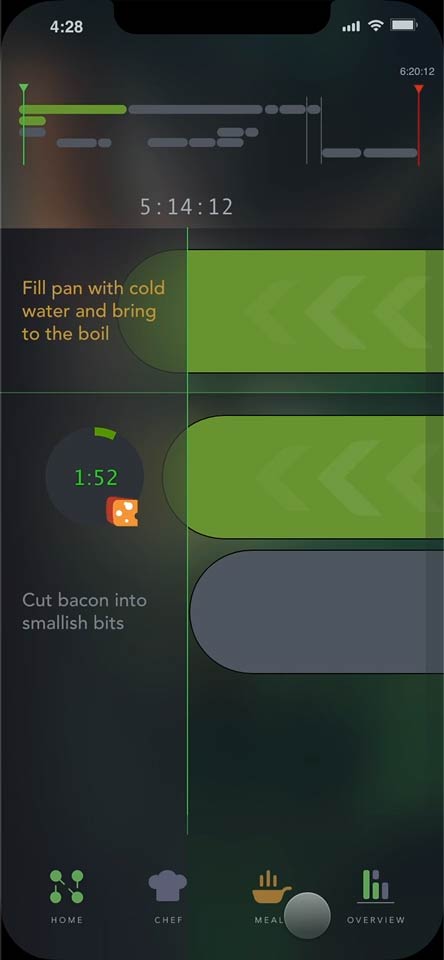 4:28
6:20:12
5:14:12
Fill pan with cold
water and bring
to the boil
1:52
Cut bacon into
smallish bits
HOME CHEF MEAL OVERVIEW